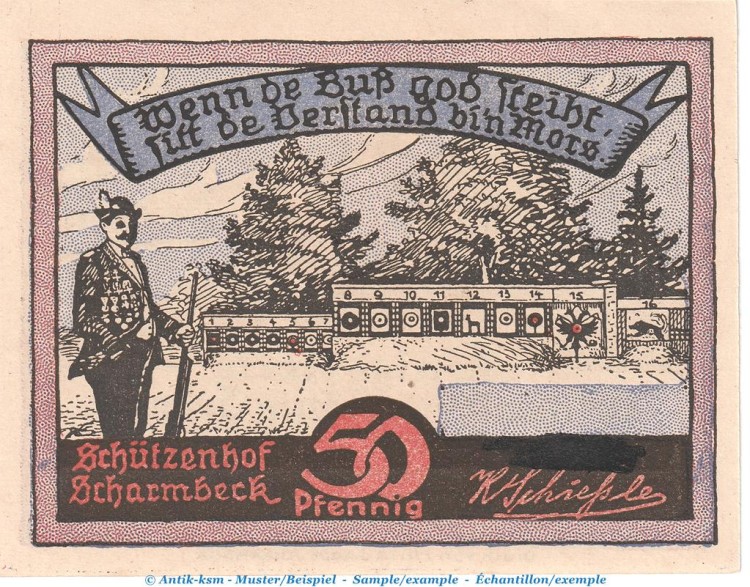 Wenn de Buß god steiht,
sitt de Verstand bin Mors.
1 2 3 4 5 6 7 8 9 10 11 12 13 14 15 16
Schützenhof
Scharmbeck
50
Pfennig
K Schießle
© Antik-ksm - Muster/Beispiel - Sample/example - Échantillon/exemple